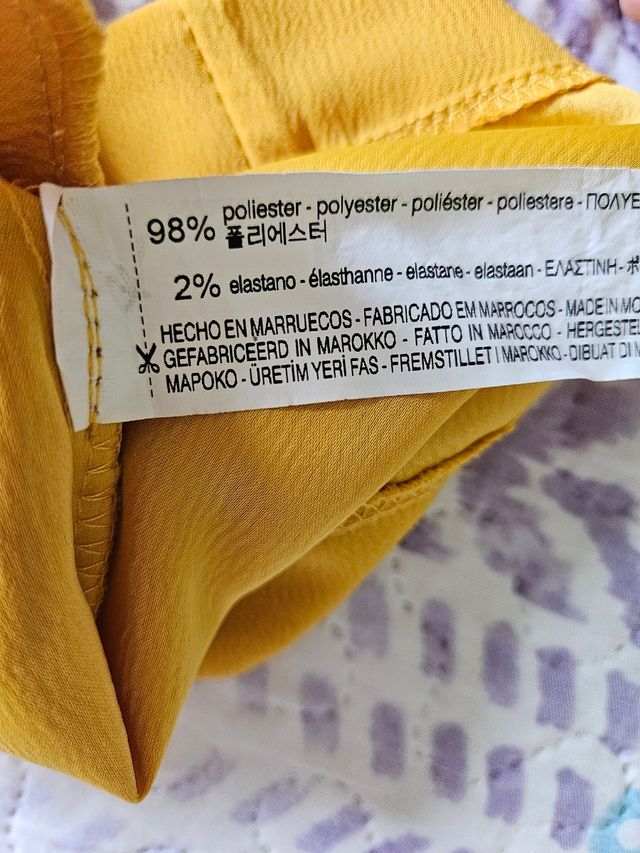 98% poliester - polyester - poliéster - poliestere - ΠΟΛΥΕ
폴리에스터
2% elastano - élasthanne - elastane - elastaan - ΕΛΑΣΤΙΝΗ - ポ
HECHO EN MARRUECOS - FABRICADO EM MARROCOS - MADE IN MO
GEFABRICEERD IN MAROKKO - FATTO IN MAROCCO - HERGESTEL
МАРОКО - ÜRETİM YERİ FAS - FREMSTILLET I MAROKKO - DIBUAT DI M